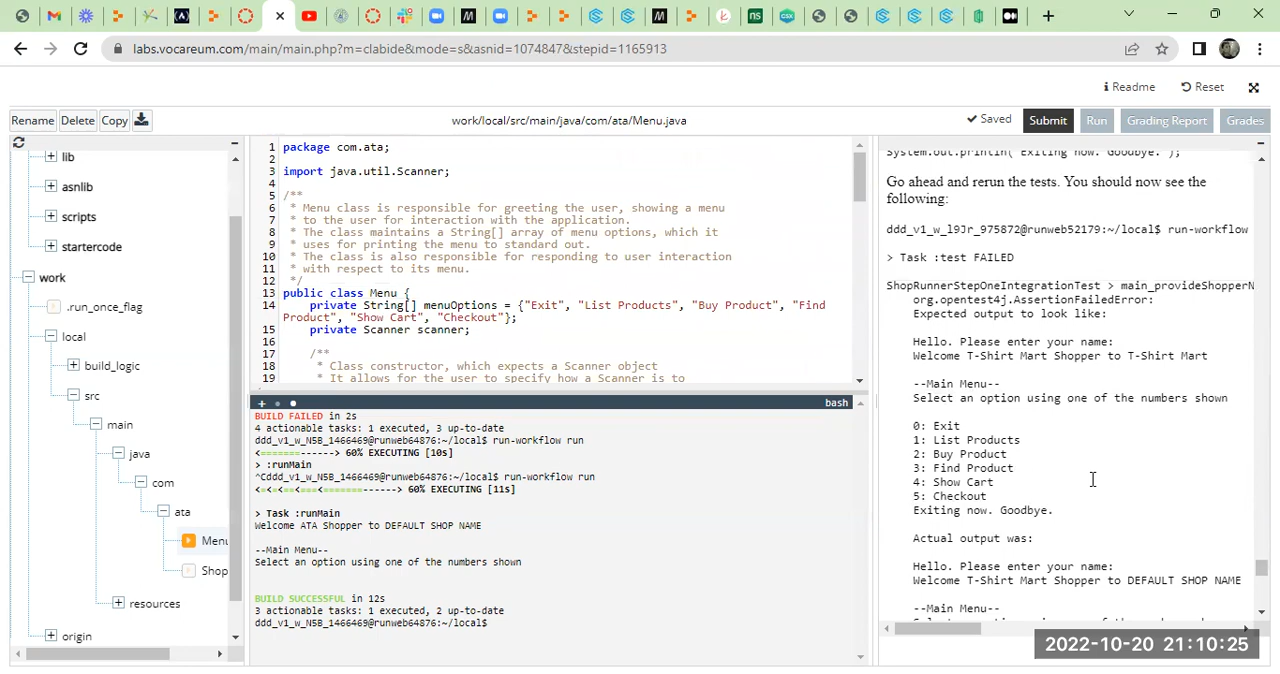 labs.vocareum.com/main/main.php?m=clabide&mode=s&asnid=1074847&stepid=1165913
Readme
Reset
Rename
Delete
Copy
work/local/src/main/java/com/ata/Menu.java
Saved
Submit
Run
Grading Report
Grades
lib
asnlib
scripts
startercode
work
.run_once_flag
local
build_logic
src
main
java
com
ata
Menu
Shop
resources
origin
1 package com.ata;
2
3 import java.util.Scanner;
4
5 /**
6 * Menu class is responsible for greeting the user, showing a menu
7 to the user for interaction with the application.
8 * The class maintains a String[] array of menu options, which it
9 * uses for printing the menu to standard out.
10 * The class is also responsible for responding to user interaction
11 * with respect to its menu.
12 */
13 public class Menu {
14 private String[] menuOptions = {"Exit", "List Products", "Buy Product", "Find
Product", "Show Cart", "Checkout"};
15 private Scanner scanner;
16
17 /**
18 * Class constructor, which expects a Scanner object
19 * It allows for the user to specify how a Scanner is to
bash
BUILD FAILED in 2s
4 actionable tasks: 1 executed, 3 up-to-date
ddd_v1_w_N5B_1466469@runweb64876:~/local$ run-workflow run
<=======------> 60% EXECUTING [10s]
> :runMain
^Cddd_v1_w_N5B_1466469@runweb64876:~/local$ run-workflow run
<=<=<==<===<=======------> 60% EXECUTING [11s]
> Task :runMain
Welcome ATA Shopper to DEFAULT SHOP NAME
--Main Menu--
Select an option using one of the numbers shown
BUILD SUCCESSFUL in 12s
3 actionable tasks: 1 executed, 2 up-to-date
ddd_v1_w_N5B_1466469@runweb64876:~/local$
System.out.println("Exiting now. Goodbye.");
Go ahead and rerun the tests. You should now see the
following:
ddd_v1_w_l9Jr_975872@runweb52179:~/local$ run-workflow
> Task :test FAILED
ShopRunnerStepOneIntegrationTest > main_provideShopperN
org.opentest4j.AssertionFailedError:
Expected output to look like:
Hello. Please enter your name:
Welcome T-Shirt Mart Shopper to T-Shirt Mart
--Main Menu--
Select an option using one of the numbers shown
0: Exit
1: List Products
2: Buy Product
3: Find Product
4: Show Cart
5: Checkout
Exiting now. Goodbye.
Actual output was:
Hello. Please enter your name:
Welcome T-Shirt Mart Shopper to DEFAULT SHOP NAME
--Main Menu--
2022-10-20 21:10:25